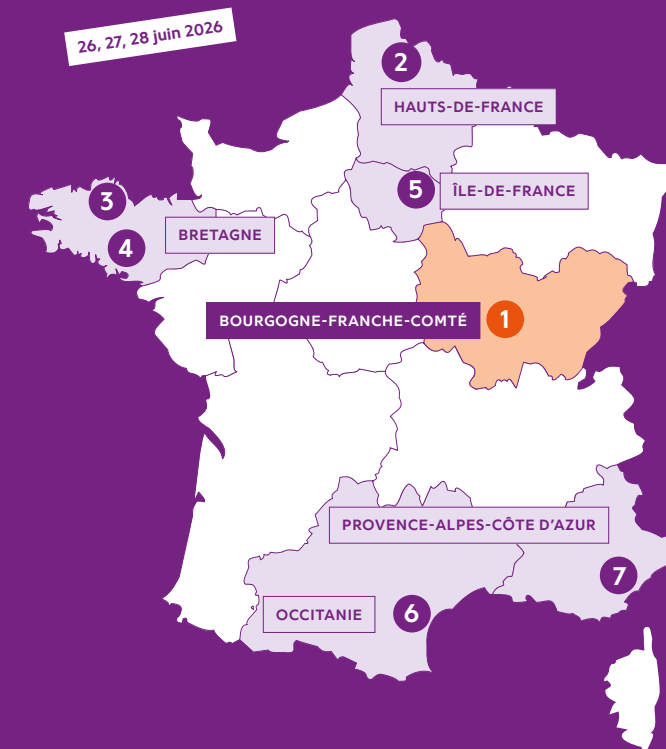 26, 27, 28 juin 2026
2
HAUTS-DE-FRANCE
5
ÎLE-DE-FRANCE
3
BRETAGNE
4
BOURGOGNE-FRANCHE-COMTÉ
1
PROVENCE-ALPES-CÔTE D'AZUR
7
OCCITANIE
6